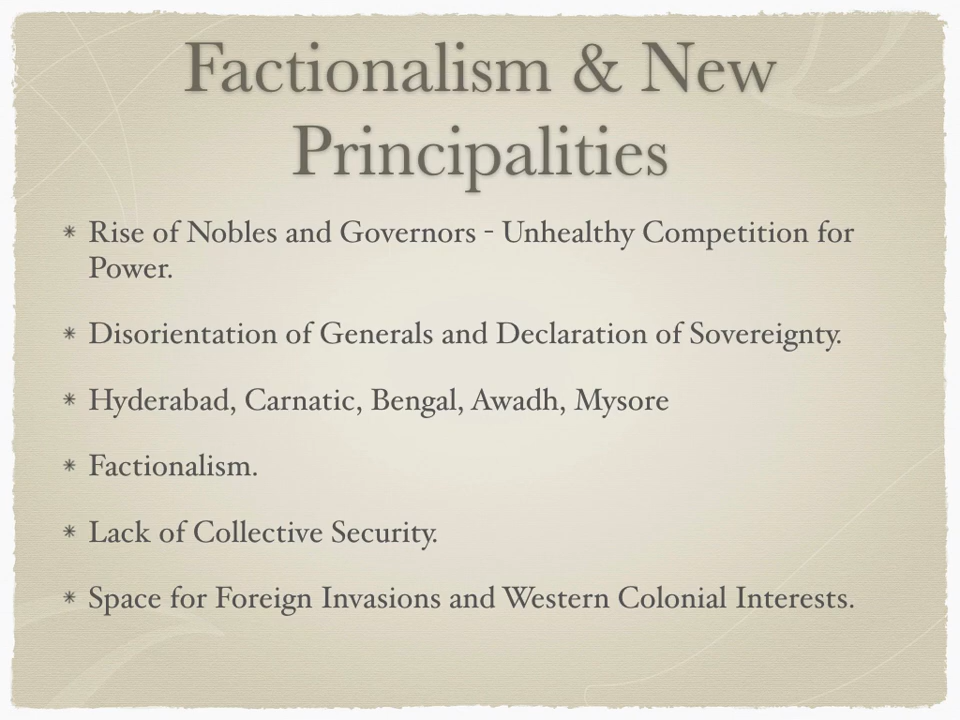 Factionalism & New
Principalities
* Rise of Nobles and Governors - Unhealthy Competition for
Power.
* Disorientation of Generals and Declaration of Sovereignty.
* Hyderabad, Carnatic, Bengal, Awadh, Mysore
* Factionalism.
* Lack of Collective Security.
* Space for Foreign Invasions and Western Colonial Interests.